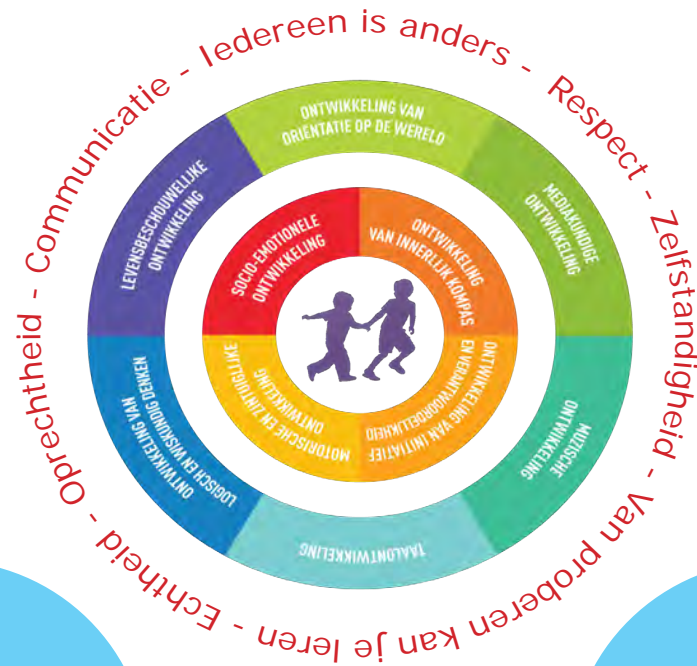 Communicatie - Iedereen is anders - Respect - Zelfstandigheid - Van proberen kan je leren - Echtheid - Oprechtheid -
ONTWIKKELING VAN
ORIËNTATIE OP DE WERELD
MEDIAKUNDIGE
ONTWIKKELING
MUZISCHE
ONTWIKKELING
TAALONTWIKKELING
ONTWIKKELING VAN
LOGISCH EN WISKUNDIG DENKEN
LEVENSBESCHOUWELIJKE
ONTWIKKELING
SOCIO-EMOTIONELE
ONTWIKKELING
ONTWIKKELING
VAN INNERLIJK KOMPAS
ONTWIKKELING VAN INITIATIEF
EN VERANTWOORDELIJKHEID
MOTORISCHE EN ZINTUIGLIJKE
ONTWIKKELING